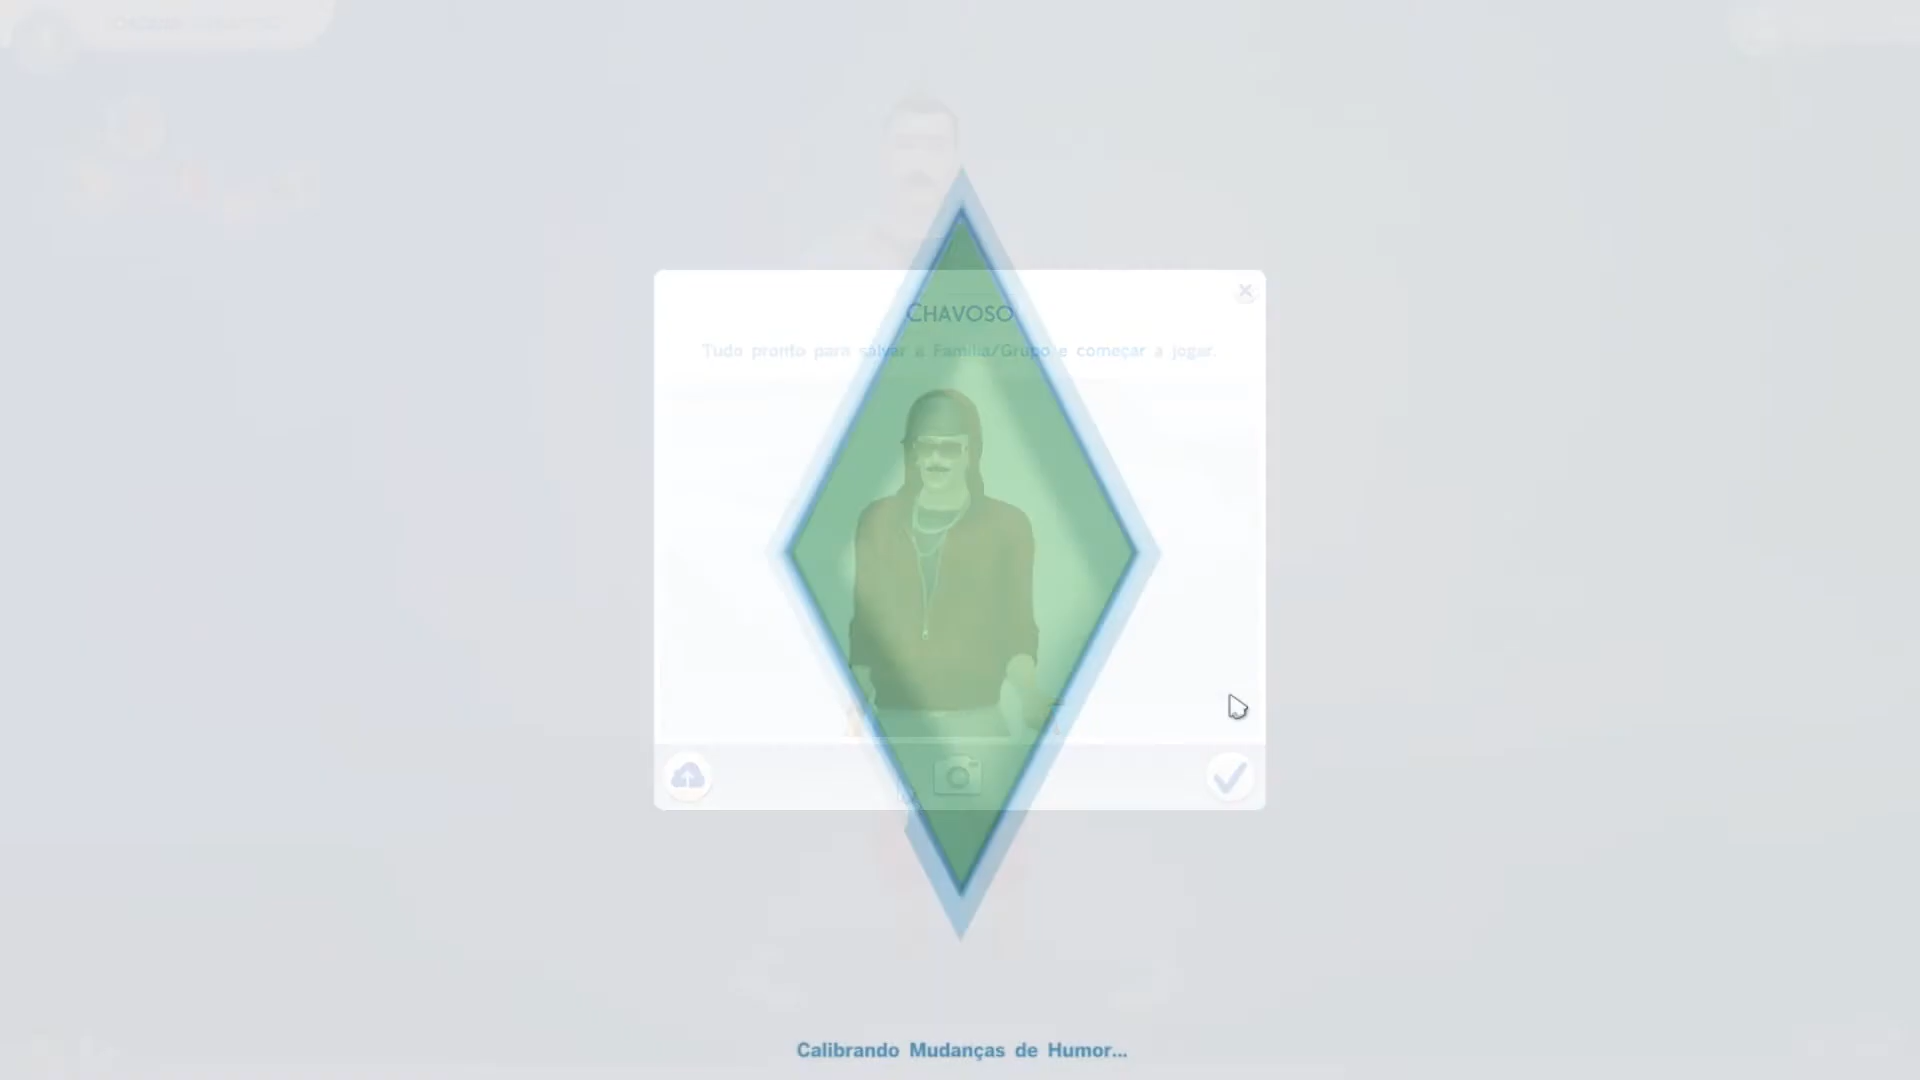 CHAVOSO
Tudo pronto para salvar a Família/Grupo e começar a jogar.
Calibrando Mudanças de Humor...